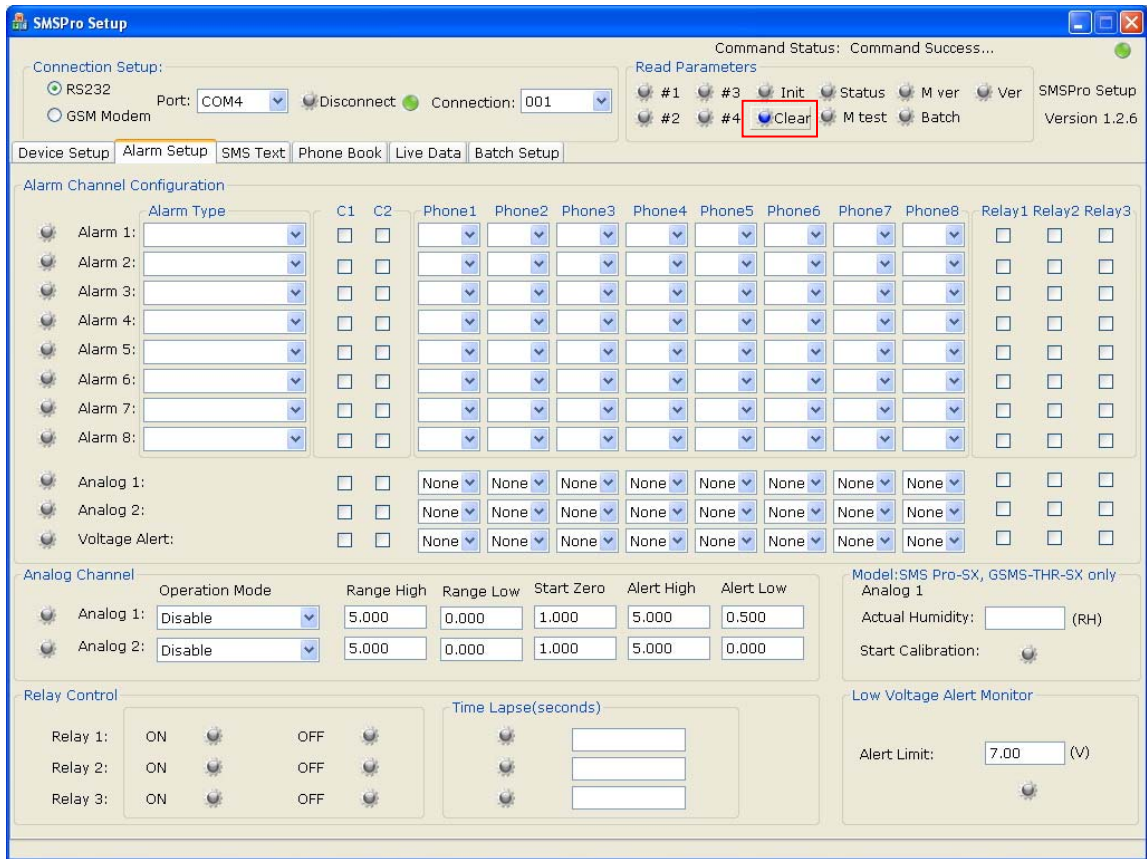 SMSPro Setup
Command Status: Command Success...
Connection Setup:
RS232
GSM Modem
Port: COM4
Disconnect
Connection: 001
Read Parameters
#1 #3 Init Status M ver Ver
#2 #4 Clear M test Batch
SMSPro Setup
Version 1.2.6
Device Setup Alarm Setup SMS Text Phone Book Live Data Batch Setup
Alarm Channel Configuration
Alarm Type C1 C2 Phone1 Phone2 Phone3 Phone4 Phone5 Phone6 Phone7 Phone8 Relay1 Relay2 Relay3
Alarm 1:
Alarm 2:
Alarm 3:
Alarm 4:
Alarm 5:
Alarm 6:
Alarm 7:
Alarm 8:
Analog 1: None None None None None None None None
Analog 2: None None None None None None None None
Voltage Alert: None None None None None None None None
Analog Channel
Operation Mode Range High Range Low Start Zero Alert High Alert Low
Analog 1: Disable 5.000 0.000 1.000 5.000 0.500
Analog 2: Disable 5.000 0.000 1.000 5.000 0.000
Model:SMS Pro-SX, GSMS-THR-SX only
Analog 1
Actual Humidity: (RH)
Start Calibration:
Relay Control
Time Lapse(seconds)
Relay 1: ON OFF
Relay 2: ON OFF
Relay 3: ON OFF
Low Voltage Alert Monitor
Alert Limit: 7.00 (V)